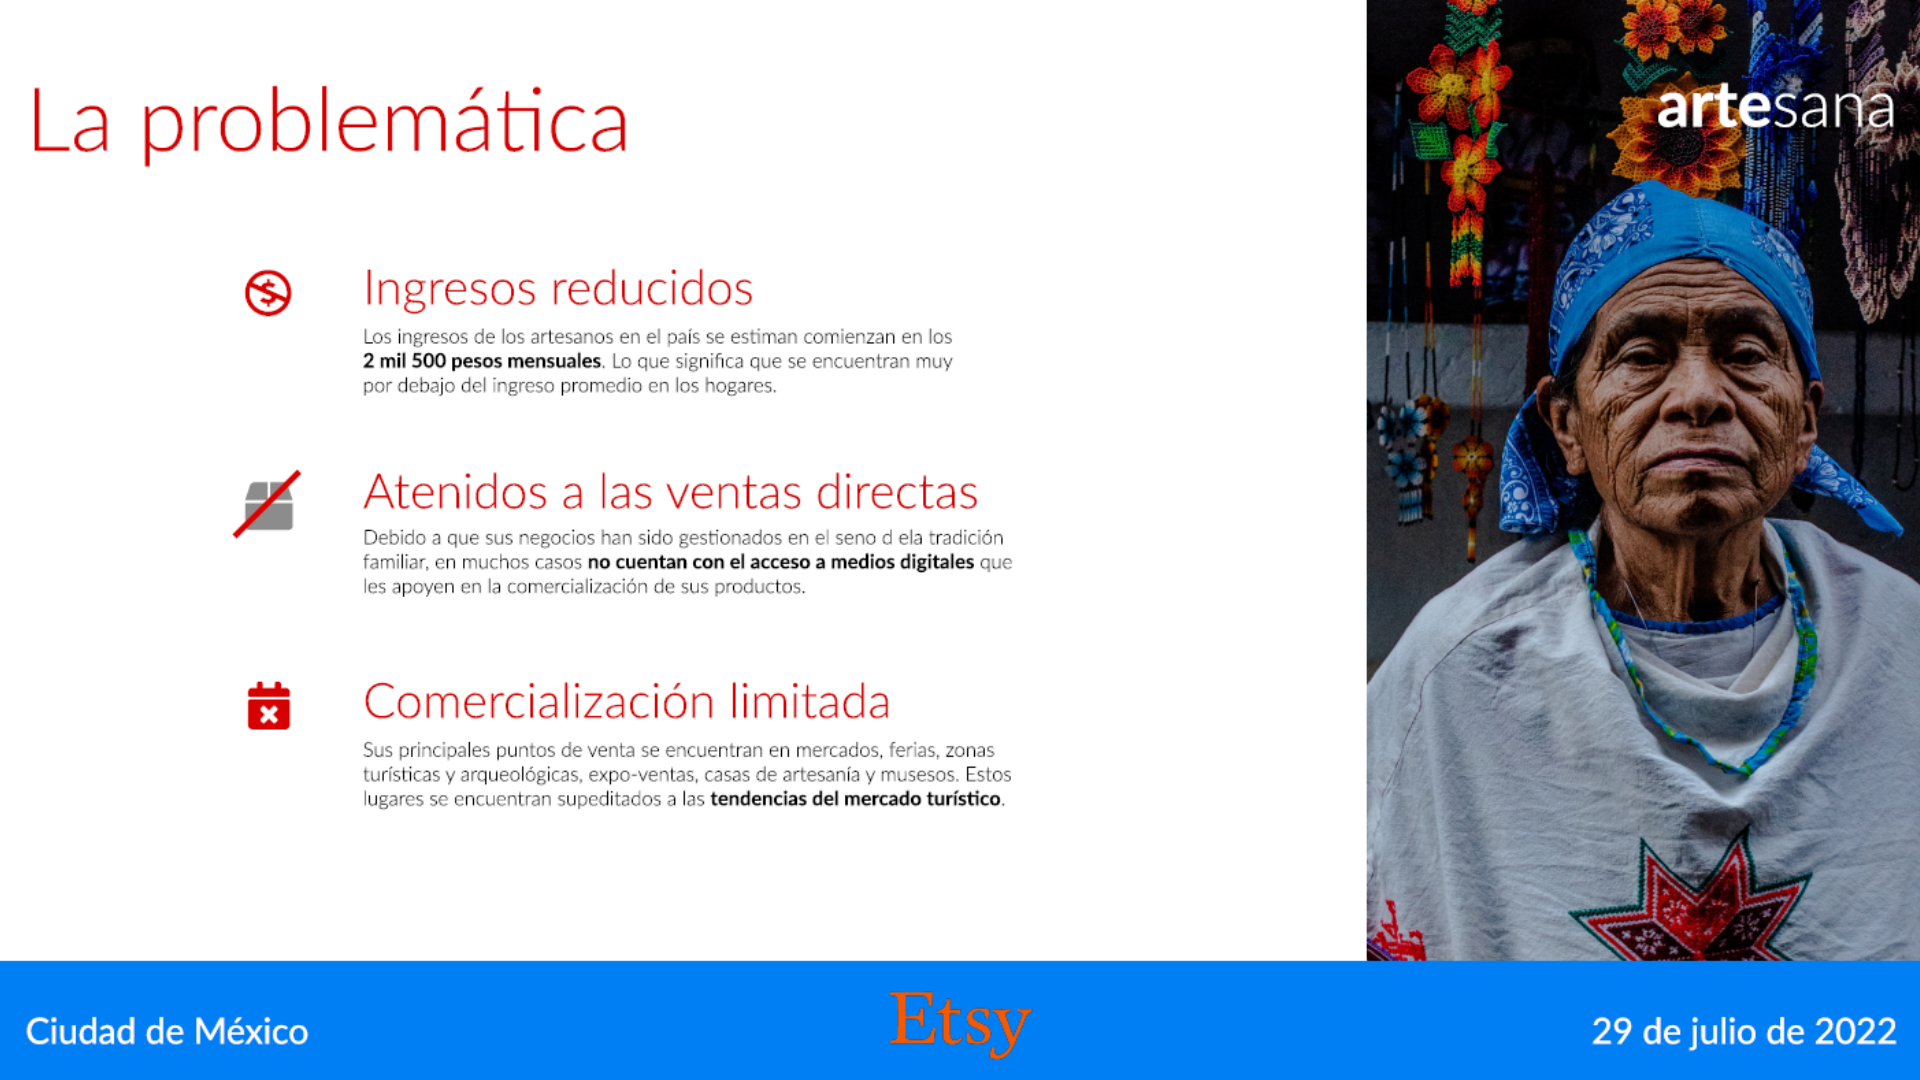 La problemática
artesana
Ingresos reducidos
Los ingresos de los artesanos en el país se estiman comienzan en los
2 mil 500 pesos mensuales. Lo que significa que se encuentran muy
por debajo del ingreso promedio en los hogares.
Atenidos a las ventas directas
Debido a que sus negocios han sido gestionados en el seno d ela tradición
familiar, en muchos casos no cuentan con el acceso a medios digitales que
les apoyen en la comercialización de sus productos.
Comercialización limitada
Sus principales puntos de venta se encuentran en mercados, ferias, zonas
turísticas y arqueológicas, expo-ventas, casas de artesanía y musesos. Estos
lugares se encuentran supeditados a las tendencias del mercado turístico.
Ciudad de México
Etsy
29 de julio de 2022